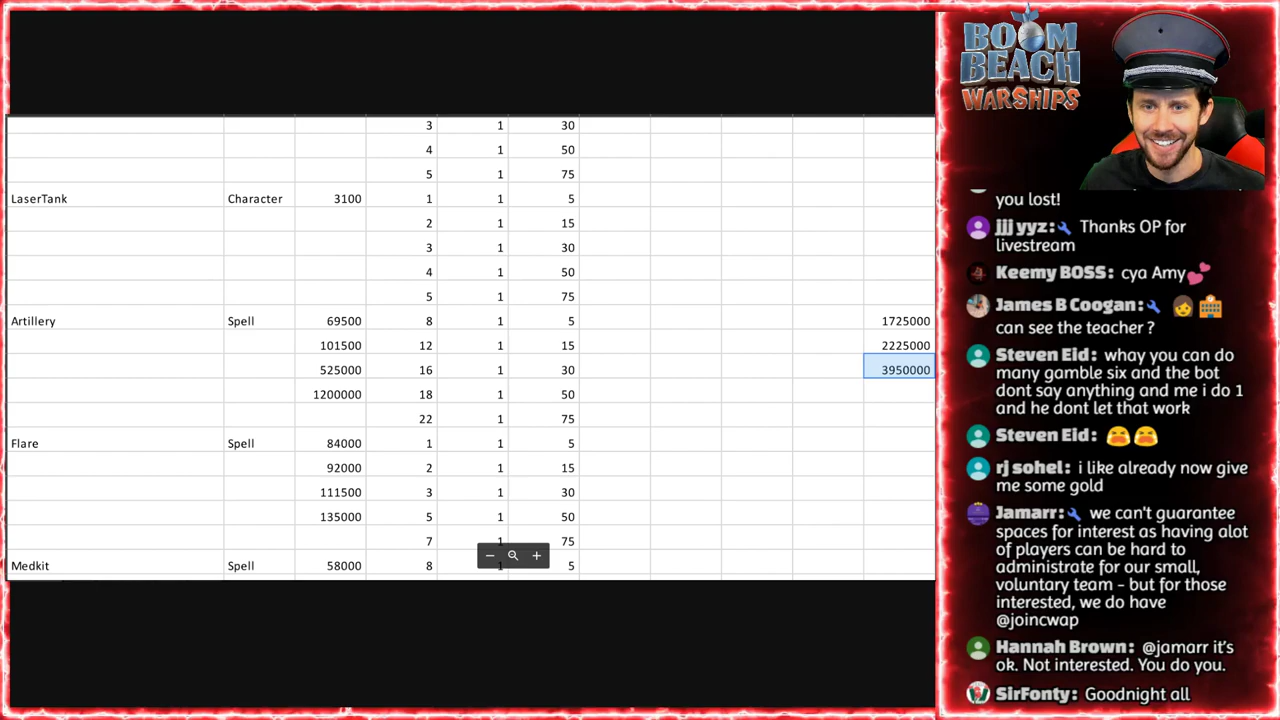 3 1 30
4 1 50
5 1 75
LaserTank Character 3100 1 1 5
2 1 15
3 1 30
4 1 50
5 1 75
Artillery Spell 69500 8 1 5 1725000
101500 12 1 15 2225000
525000 16 1 30 3950000
1200000 18 1 50
22 1 75
Flare Spell 84000 1 1 5
92000 2 1 15
111500 3 1 30
135000 5 1 50
7 1 75
Medkit Spell 58000 8 1 5
BOOM
BEACH
WARSHIPS
you lost!
jjj yyz: Thanks OP for
livestream
Keemy BOSS: cya Amy💕
James B Coogan: 👩🏫
can see the teacher ?
Steven Eid: whay you can do
many gamble six and the bot
dont say anything and me i do 1
and he dont let that work
Steven Eid: 😫😫
rj sohel: i like already now give
me some gold
Jamarr: we can't guarantee
spaces for interest as having alot
of players can be hard to
administrate for our small,
voluntary team - but for those
interested, we do have
@joincwap
Hannah Brown: @jamarr it's
ok. Not interested. You do you.
SirFonty: Goodnight all